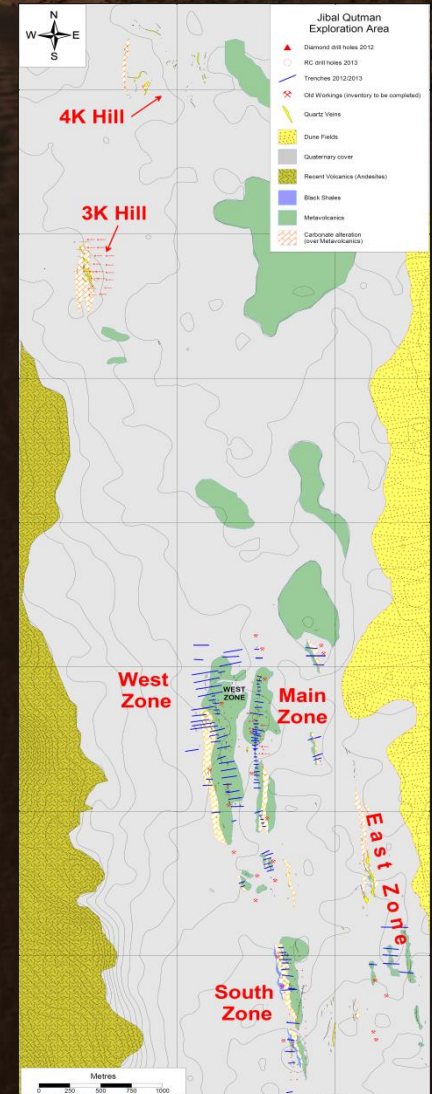 N
W
E
S
Jibal Qutman
Exploration Area
Diamond drill holes 2012
RC drill holes 2013
Trenches 2012/2013
Old Workings (inventory to be completed)
Quartz Veins
Dune Fields
Quaternary cover
Recent Volcanics (Andesites)
Black Shales
Metavolcanics
Carbonate alteration
(over Metavolcanics)
4K Hill
3K Hill
West
Zone
WEST
ZONE
Main
Zone
East Zone
South
Zone
Metres
0 250 500 750 1000